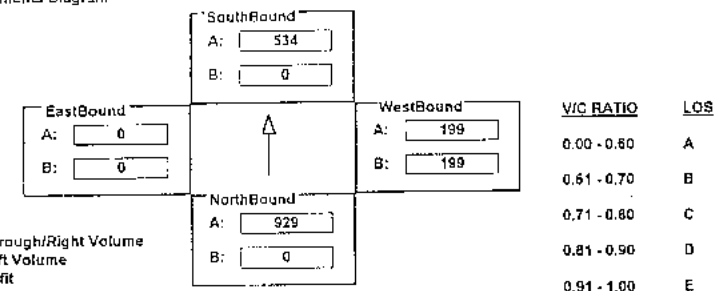 Diagram
SouthBound
A: 534
B: 0
EastBound
A: 0
B: 0
WestBound
A: 199
B: 199
NorthBound
A: 929
B: 0
rough/Right Volume
ft Volume
fit
V/C RATIO LOS
0.00 - 0.60 A
0.61 - 0.70 B
0.71 - 0.80 C
0.81 - 0.90 D
0.91 - 1.00 E